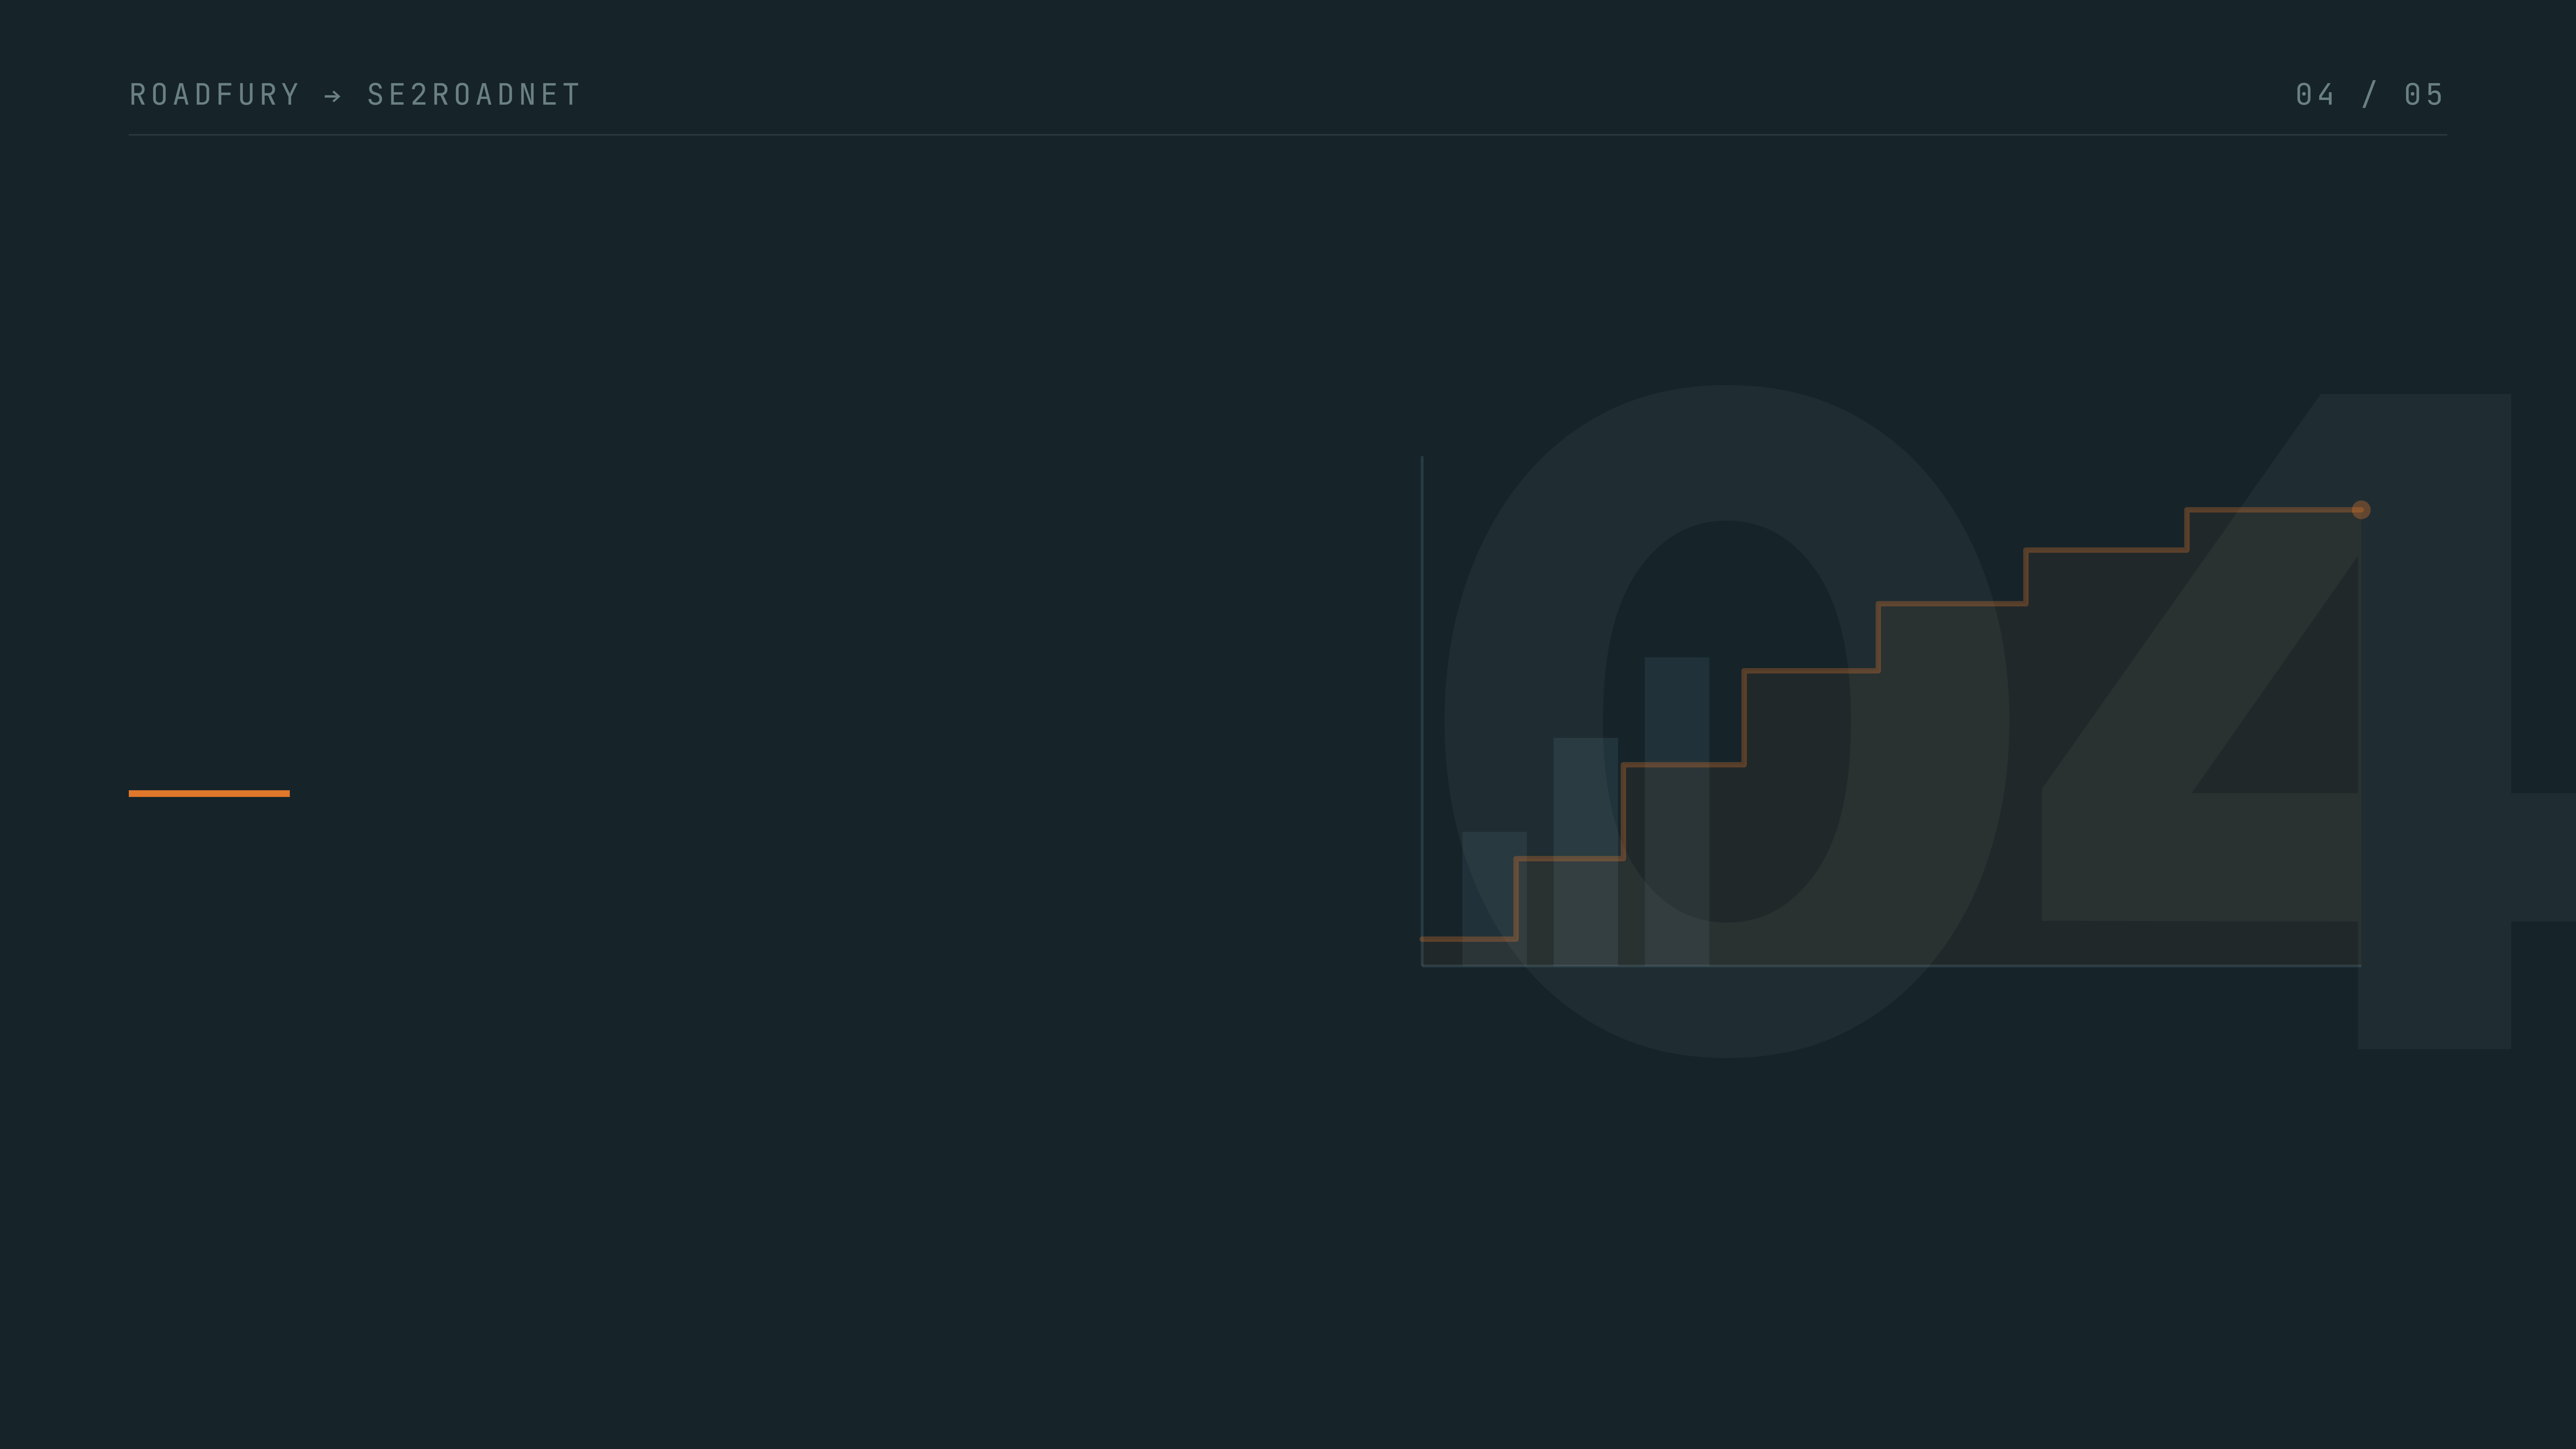 ROADFURY → SE2ROADNET
04 / 05
04